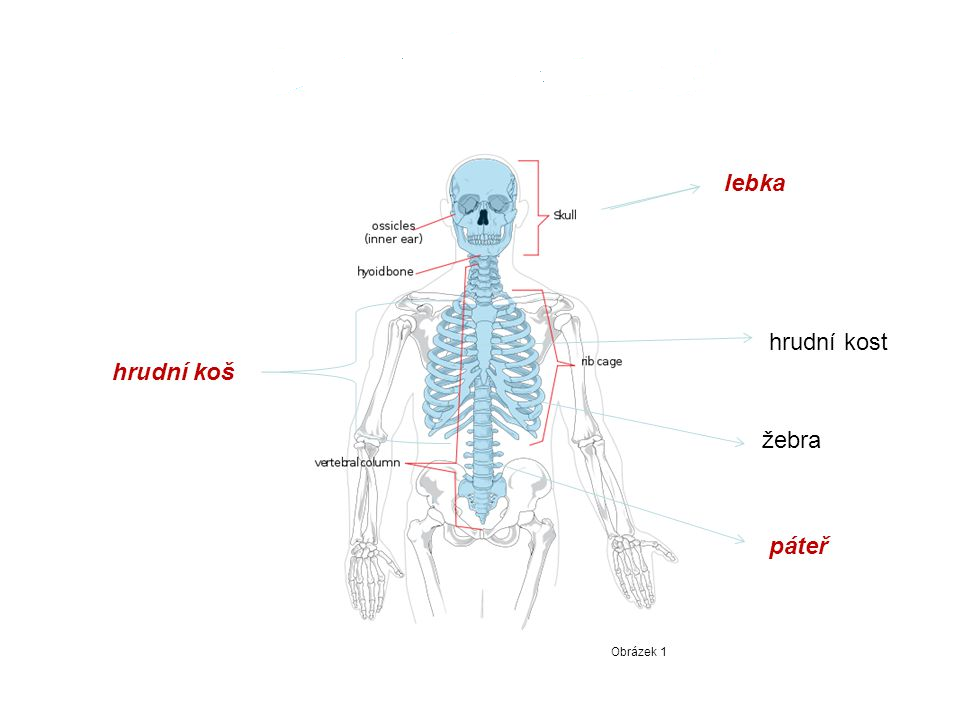 lebka
Skull
ossicles
(inner ear)
hyoidbone
hrudní kost
rib cage
hrudní koš
žebra
vertebral column
páteř
Obrázek 1